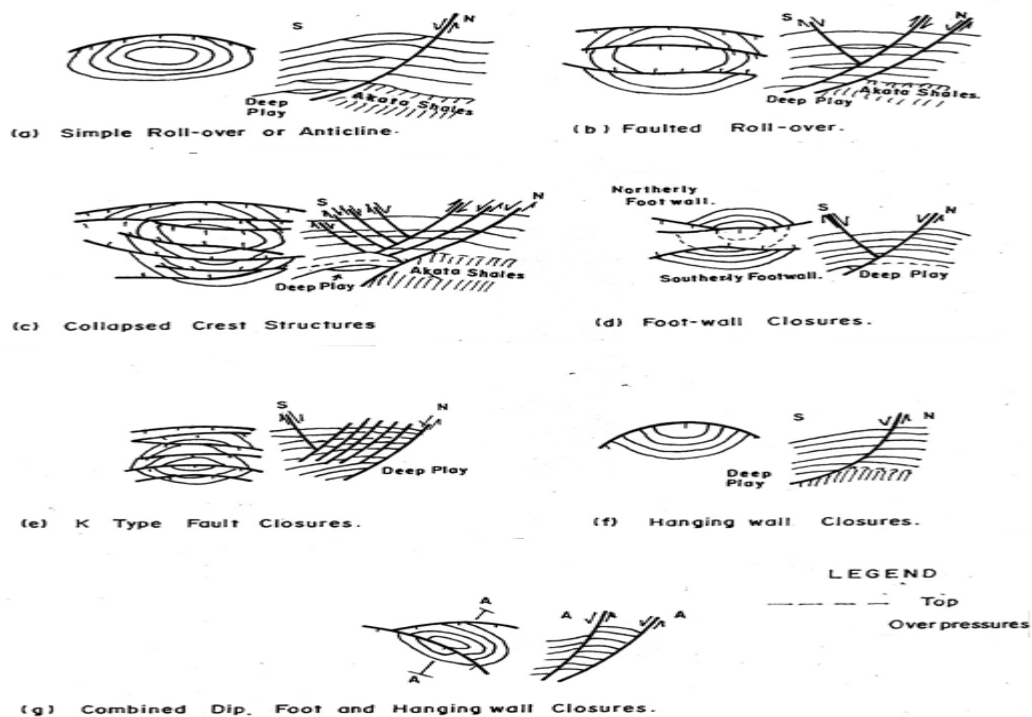 S N
Deep
Play
Akata Shales
(a) Simple Roll-over or Anticline.
S N
Deep Play
Akata Shales.
(b) Faulted Roll-over.
S N
Deep Play
Akata Shales
(c) Collapsed Crest Structures
Northerly
Foot wall.
S N
Southerly Footwall.
Deep Play
(d) Foot-wall Closures.
S N
Deep Play
(e) K Type Fault Closures.
S N
Deep
Play
(f) Hanging wall Closures.
A
A
A A
(g) Combined Dip, Foot and Hanging wall Closures.
LEGEND
Top
Over pressures